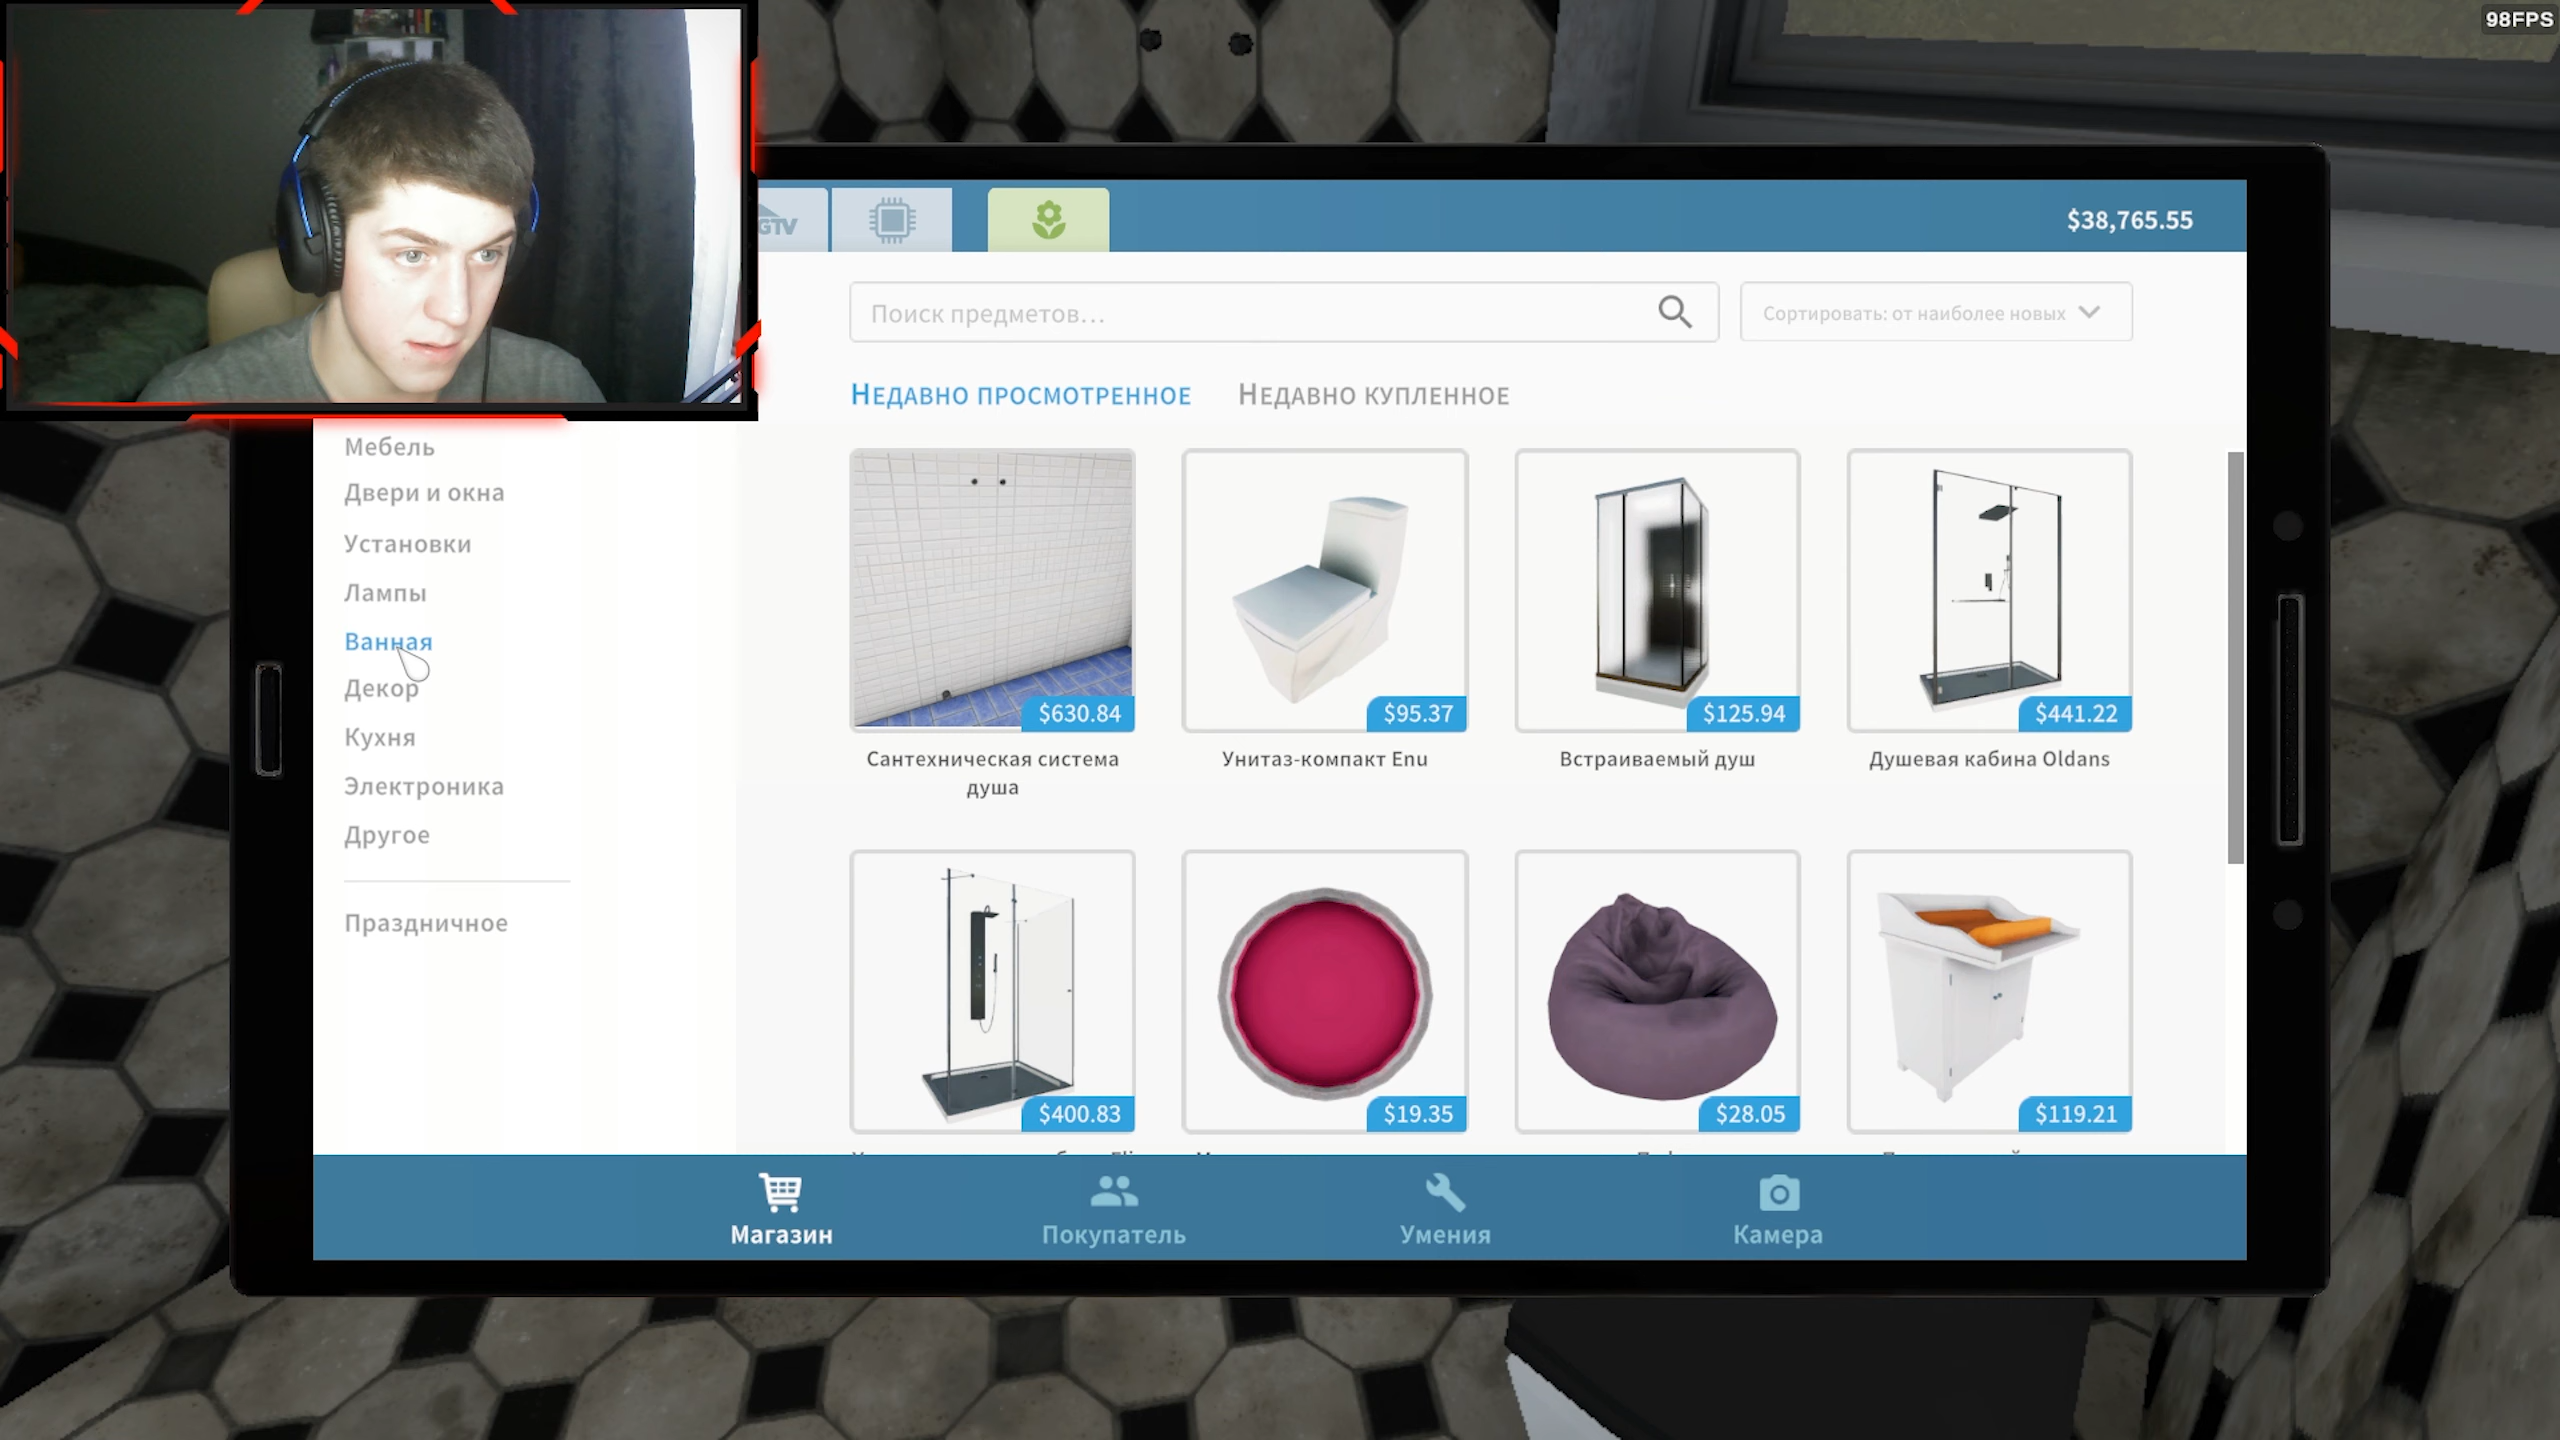 98FPS
GTV
$38,765.55
Поиск предметов...
Сортировать: от наиболее новых
НЕДАВНО ПРОСМОТРЕННОЕ
НЕДАВНО КУПЛЕННОЕ
Мебель
Двери и окна
Установки
Лампы
Ванная
Декор
Кухня
Электроника
Другое
Праздничное
$630.84
$95.37
$125.94
$441.22
Сантехническая система
душа
Унитаз-компакт Enu
Встраиваемый душ
Душевая кабина Oldans
$400.83
$19.35
$28.05
$119.21
Магазин
Покупатель
Умения
Камера